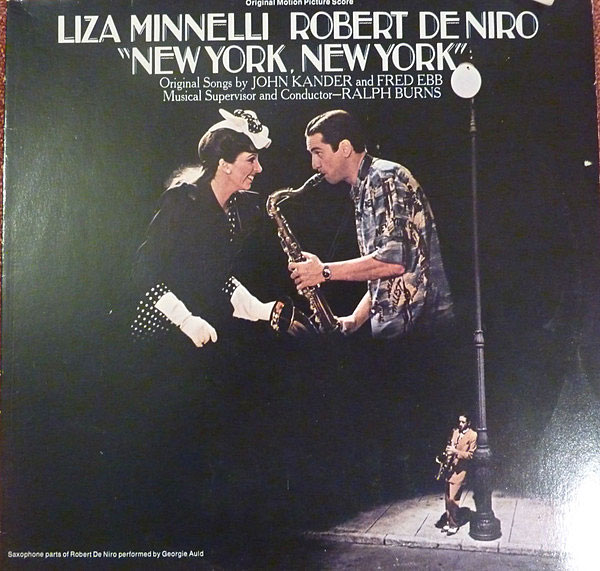 Original Motion Picture Score
LIZA MINNELLI ROBERT DE NIRO
"NEW YORK, NEW YORK"
Original Songs by JOHN KANDER and FRED EBB
Musical Supervisor and Conductor—RALPH BURNS
Saxophone parts of Robert De Niro performed by Georgie Auld